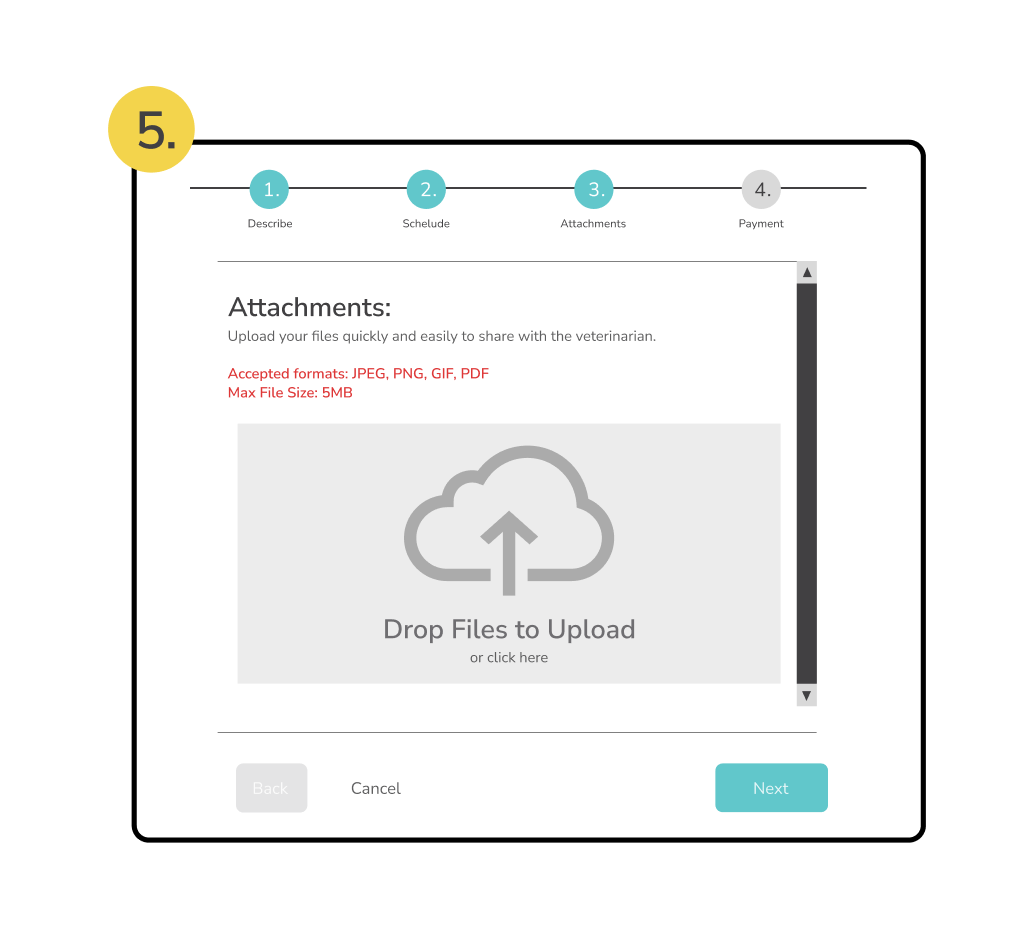 5.
1. 2. 3. 4.
Describe Schelude Attachments Payment
Attachments:
Upload your files quickly and easily to share with the veterinarian.
Accepted formats: JPEG, PNG, GIF, PDF
Max File Size: 5MB
Drop Files to Upload
or click here
Back Cancel Next